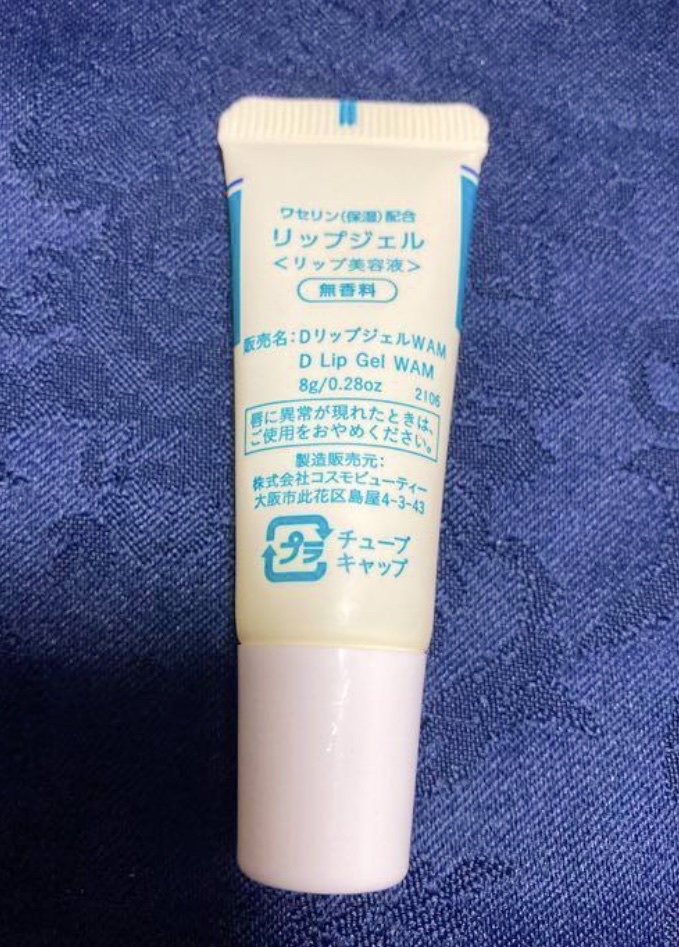 ワセリン(保湿)配合
リップジェル
<リップ美容液>
無香料
販売名:DリップジェルWAM
D Lip Gel WAM
8g/0.28oz 2106
唇に異常が現れたときは、
ご使用をおやめください。
製造販売元:
株式会社コスモビューティー
大阪市此花区島屋4-3-43
プラ チューブ
キャップ